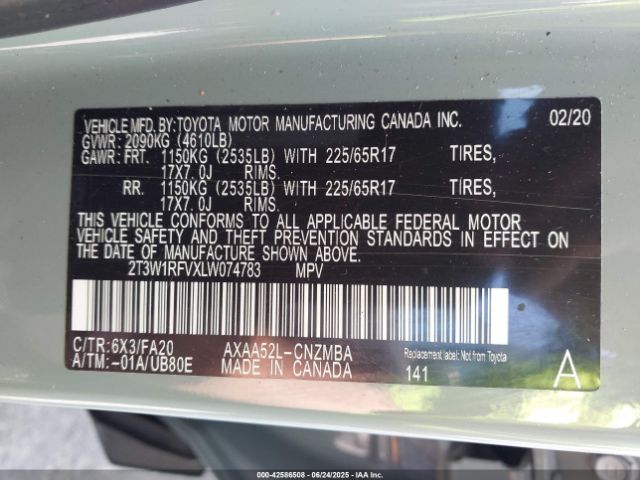 VEHICLE MFD. BY: TOYOTA MOTOR MANUFACTURING CANADA INC. 02/20
GVWR: 2090KG (4610LB)
GAWR: FRT. 1150KG (2535LB) WITH 225/65R17 TIRES,
17X7.0J RIMS.
RR. 1150KG (2535LB) WITH 225/65R17 TIRES,
17X7.0J RIMS.
THIS VEHICLE CONFORMS TO ALL APPLICABLE FEDERAL MOTOR
VEHICLE SAFETY AND THEFT PREVENTION STANDARDS IN EFFECT ON
THE DATE OF MANUFACTURE SHOWN ABOVE.
2T3W1RFVXLW074783 MPV
C/TR: 6X3/FA20 AXAA52L-CNZMBA Replacement label: Not from Toyota
A/TM: -01A/UB80E MADE IN CANADA 141 A
000-42586508 - 06/24/2025 - IAAI.COM